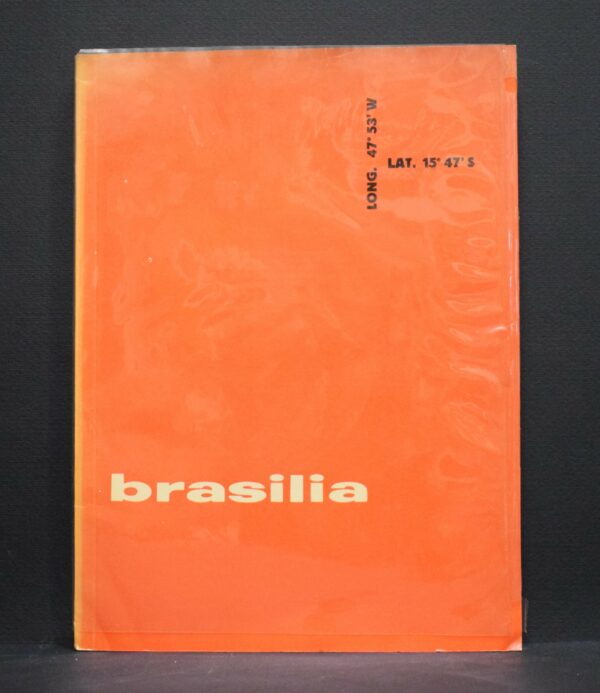 LONG. 47° 53' W
LAT. 15° 47' S
brasilia